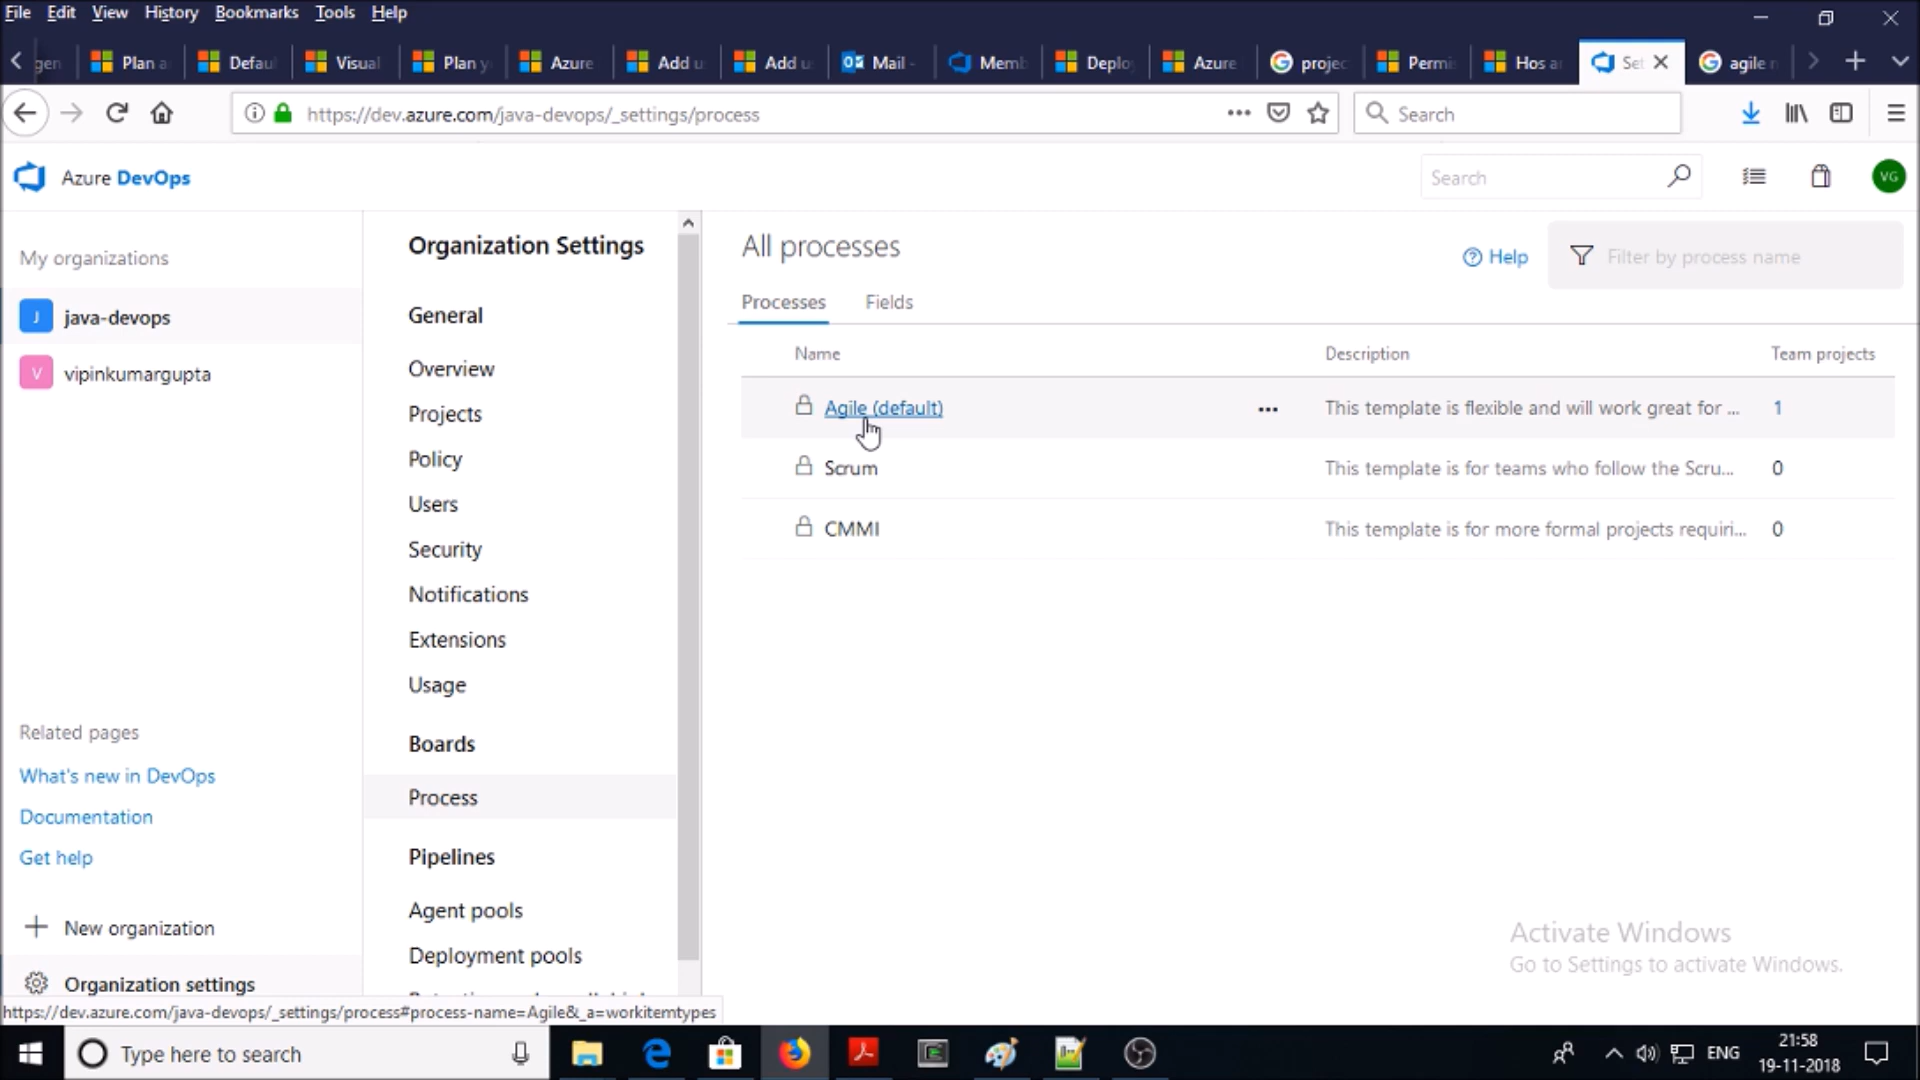 File Edit View History Bookmarks Tools Help
gen Plan a Defau Visual Plan y Azure Add u Add u Mail - Memb Deplo Azure projec Permi Hos a Set agile r
https://dev.azure.com/java-devops/_settings/process Search
Azure DevOps Search VG
My organizations
J java-devops
V vipinkumargupta
Related pages
What's new in DevOps
Documentation
Get help
New organization
Organization settings
Organization Settings
General
Overview
Projects
Policy
Users
Security
Notifications
Extensions
Usage
Boards
Process
Pipelines
Agent pools
Deployment pools
All processes
Help Filter by process name
Processes Fields
Name Description Team projects
Agile (default) ... This template is flexible and will work great for ... 1
Scrum This template is for teams who follow the Scru... 0
CMMI This template is for more formal projects requiri... 0
Activate Windows
Go to Settings to activate Windows.
https://dev.azure.com/java-devops/_settings/process#process-name=Agile&_a=workitemtypes
Type here to search ENG 21:58
19-11-2018